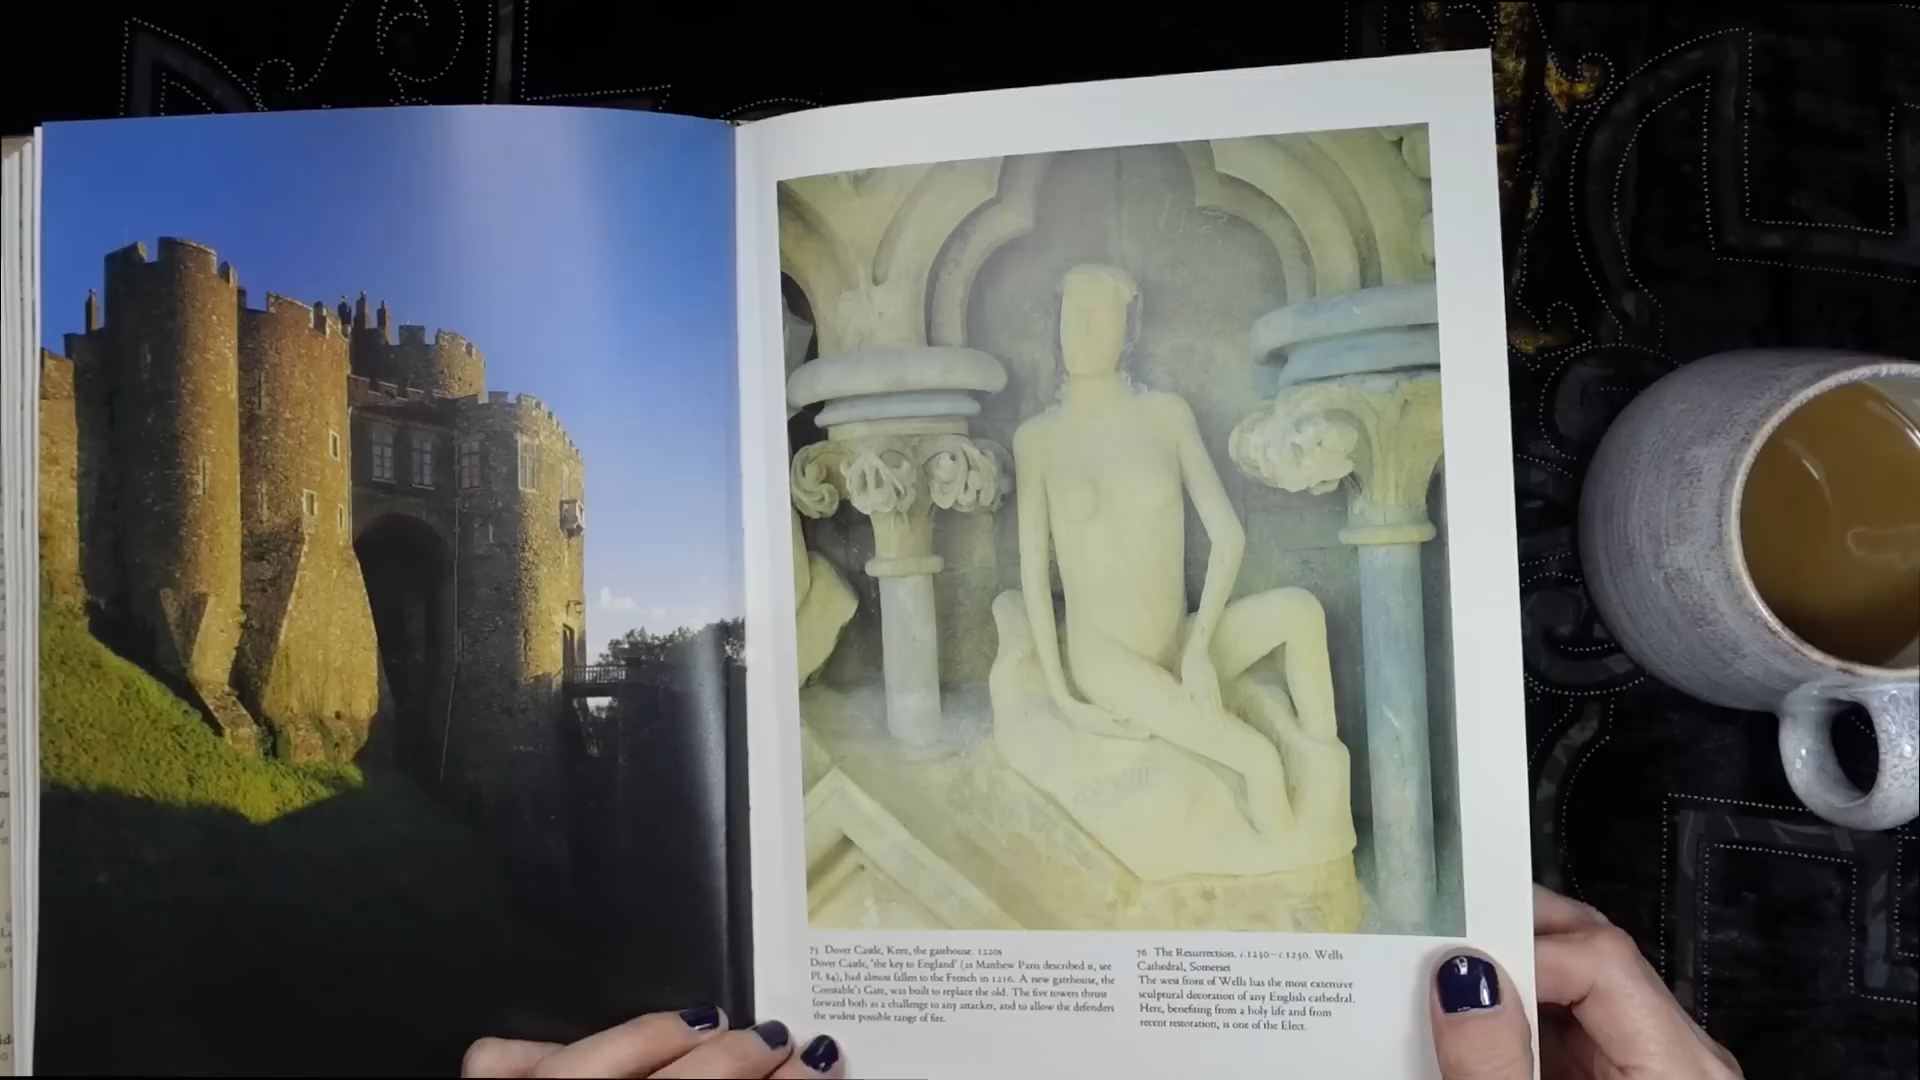 75 Dover Castle, Kent, the gatehouse. 1220s
Dover Castle, 'the key to England' (as Matthew Paris described it, see
Pl. 84), had almost fallen to the French in 1216. A new gatehouse, the
Constable's Gate, was built to replace the old. The five towers thrust
forward both as a challenge to any attacker, and to allow the defenders
the widest possible range of fire.
76 The Resurrection. c.1230–c.1250. Wells
Cathedral, Somerset
The west front of Wells has the most extensive
sculptural decoration of any English cathedral.
Here, benefiting from a holy life and from
recent restoration, is one of the Elect.